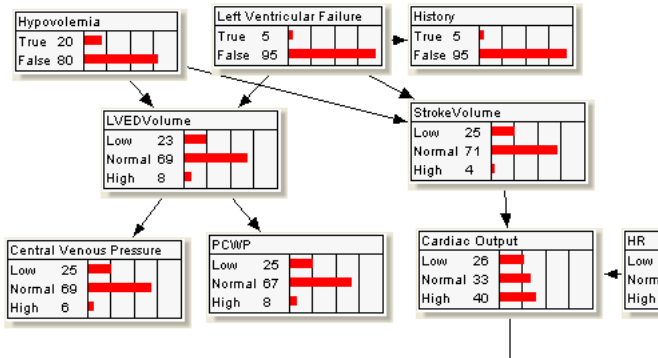 Hypovolemia
True 20
False 80
Left Ventricular Failure
True 5
False 95
History
True 5
False 95
LVEDVolume
Low 23
Normal 69
High 8
StrokeVolume
Low 25
Normal 71
High 4
Central Venous Pressure
Low 25
Normal 69
High 6
PCWP
Low 25
Normal 67
High 8
Cardiac Output
Low 26
Normal 33
High 40
HR
Low
Norm
High